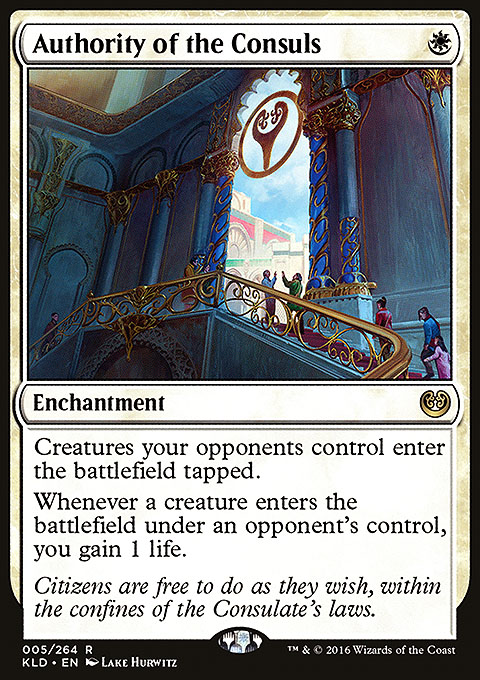 Authority of the Consuls
Enchantment
Creatures your opponents control enter
the battlefield tapped.
Whenever a creature enters the
battlefield under an opponent's control,
you gain 1 life.
Citizens are free to do as they wish, within
the confines of the Consulate's laws.
005/264 R
KLD • EN Lake Hurwitz
™ & © 2016 Wizards of the Coast